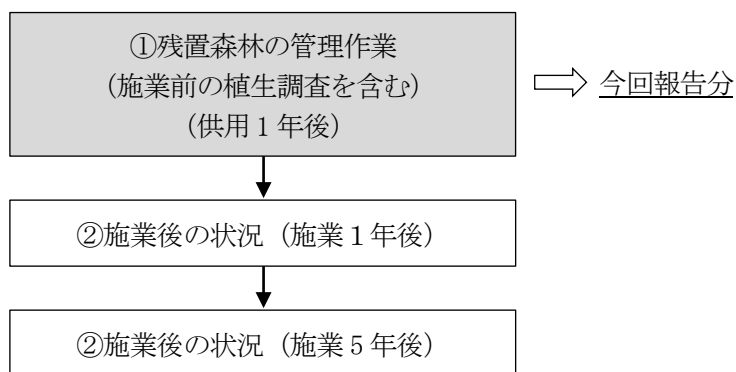 ①残置森林の管理作業
(施業前の植生調査を含む)
(供用1年後)
今回報告分
②施業後の状況（施業1年後）
②施業後の状況（施業5年後）